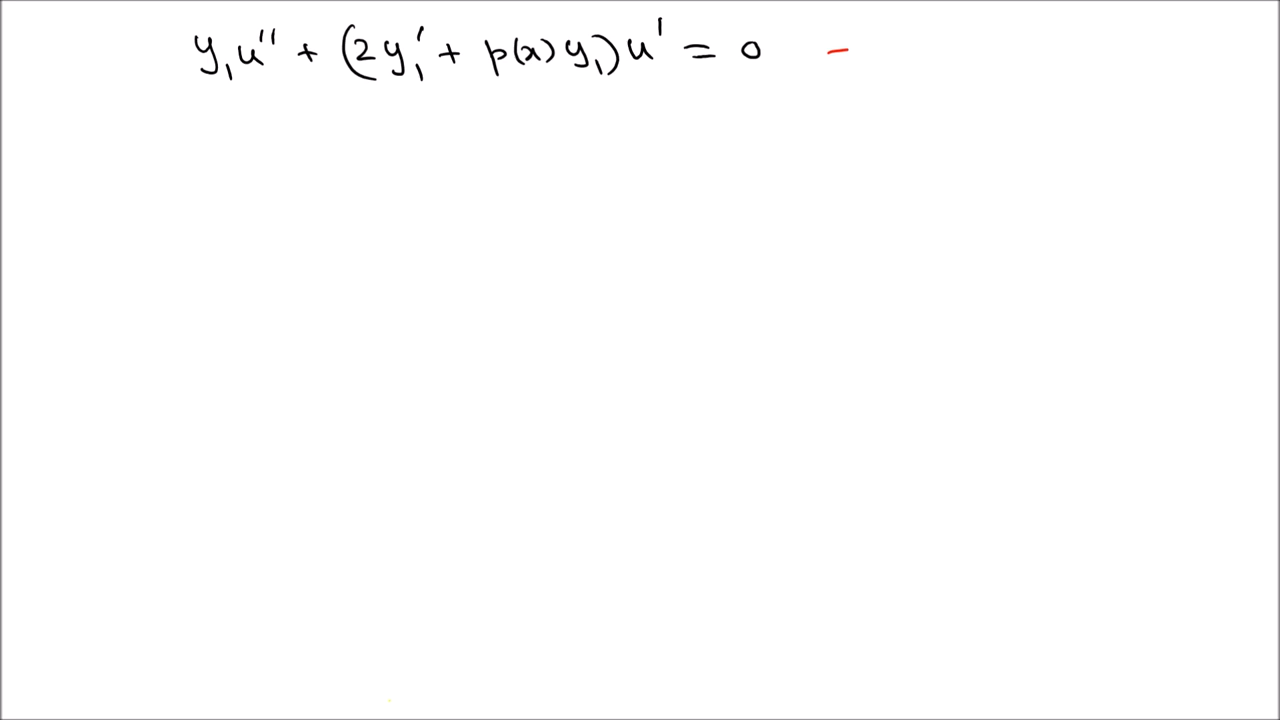 y₁u'' + (2y₁' + p(x)y₁)u' = 0 –